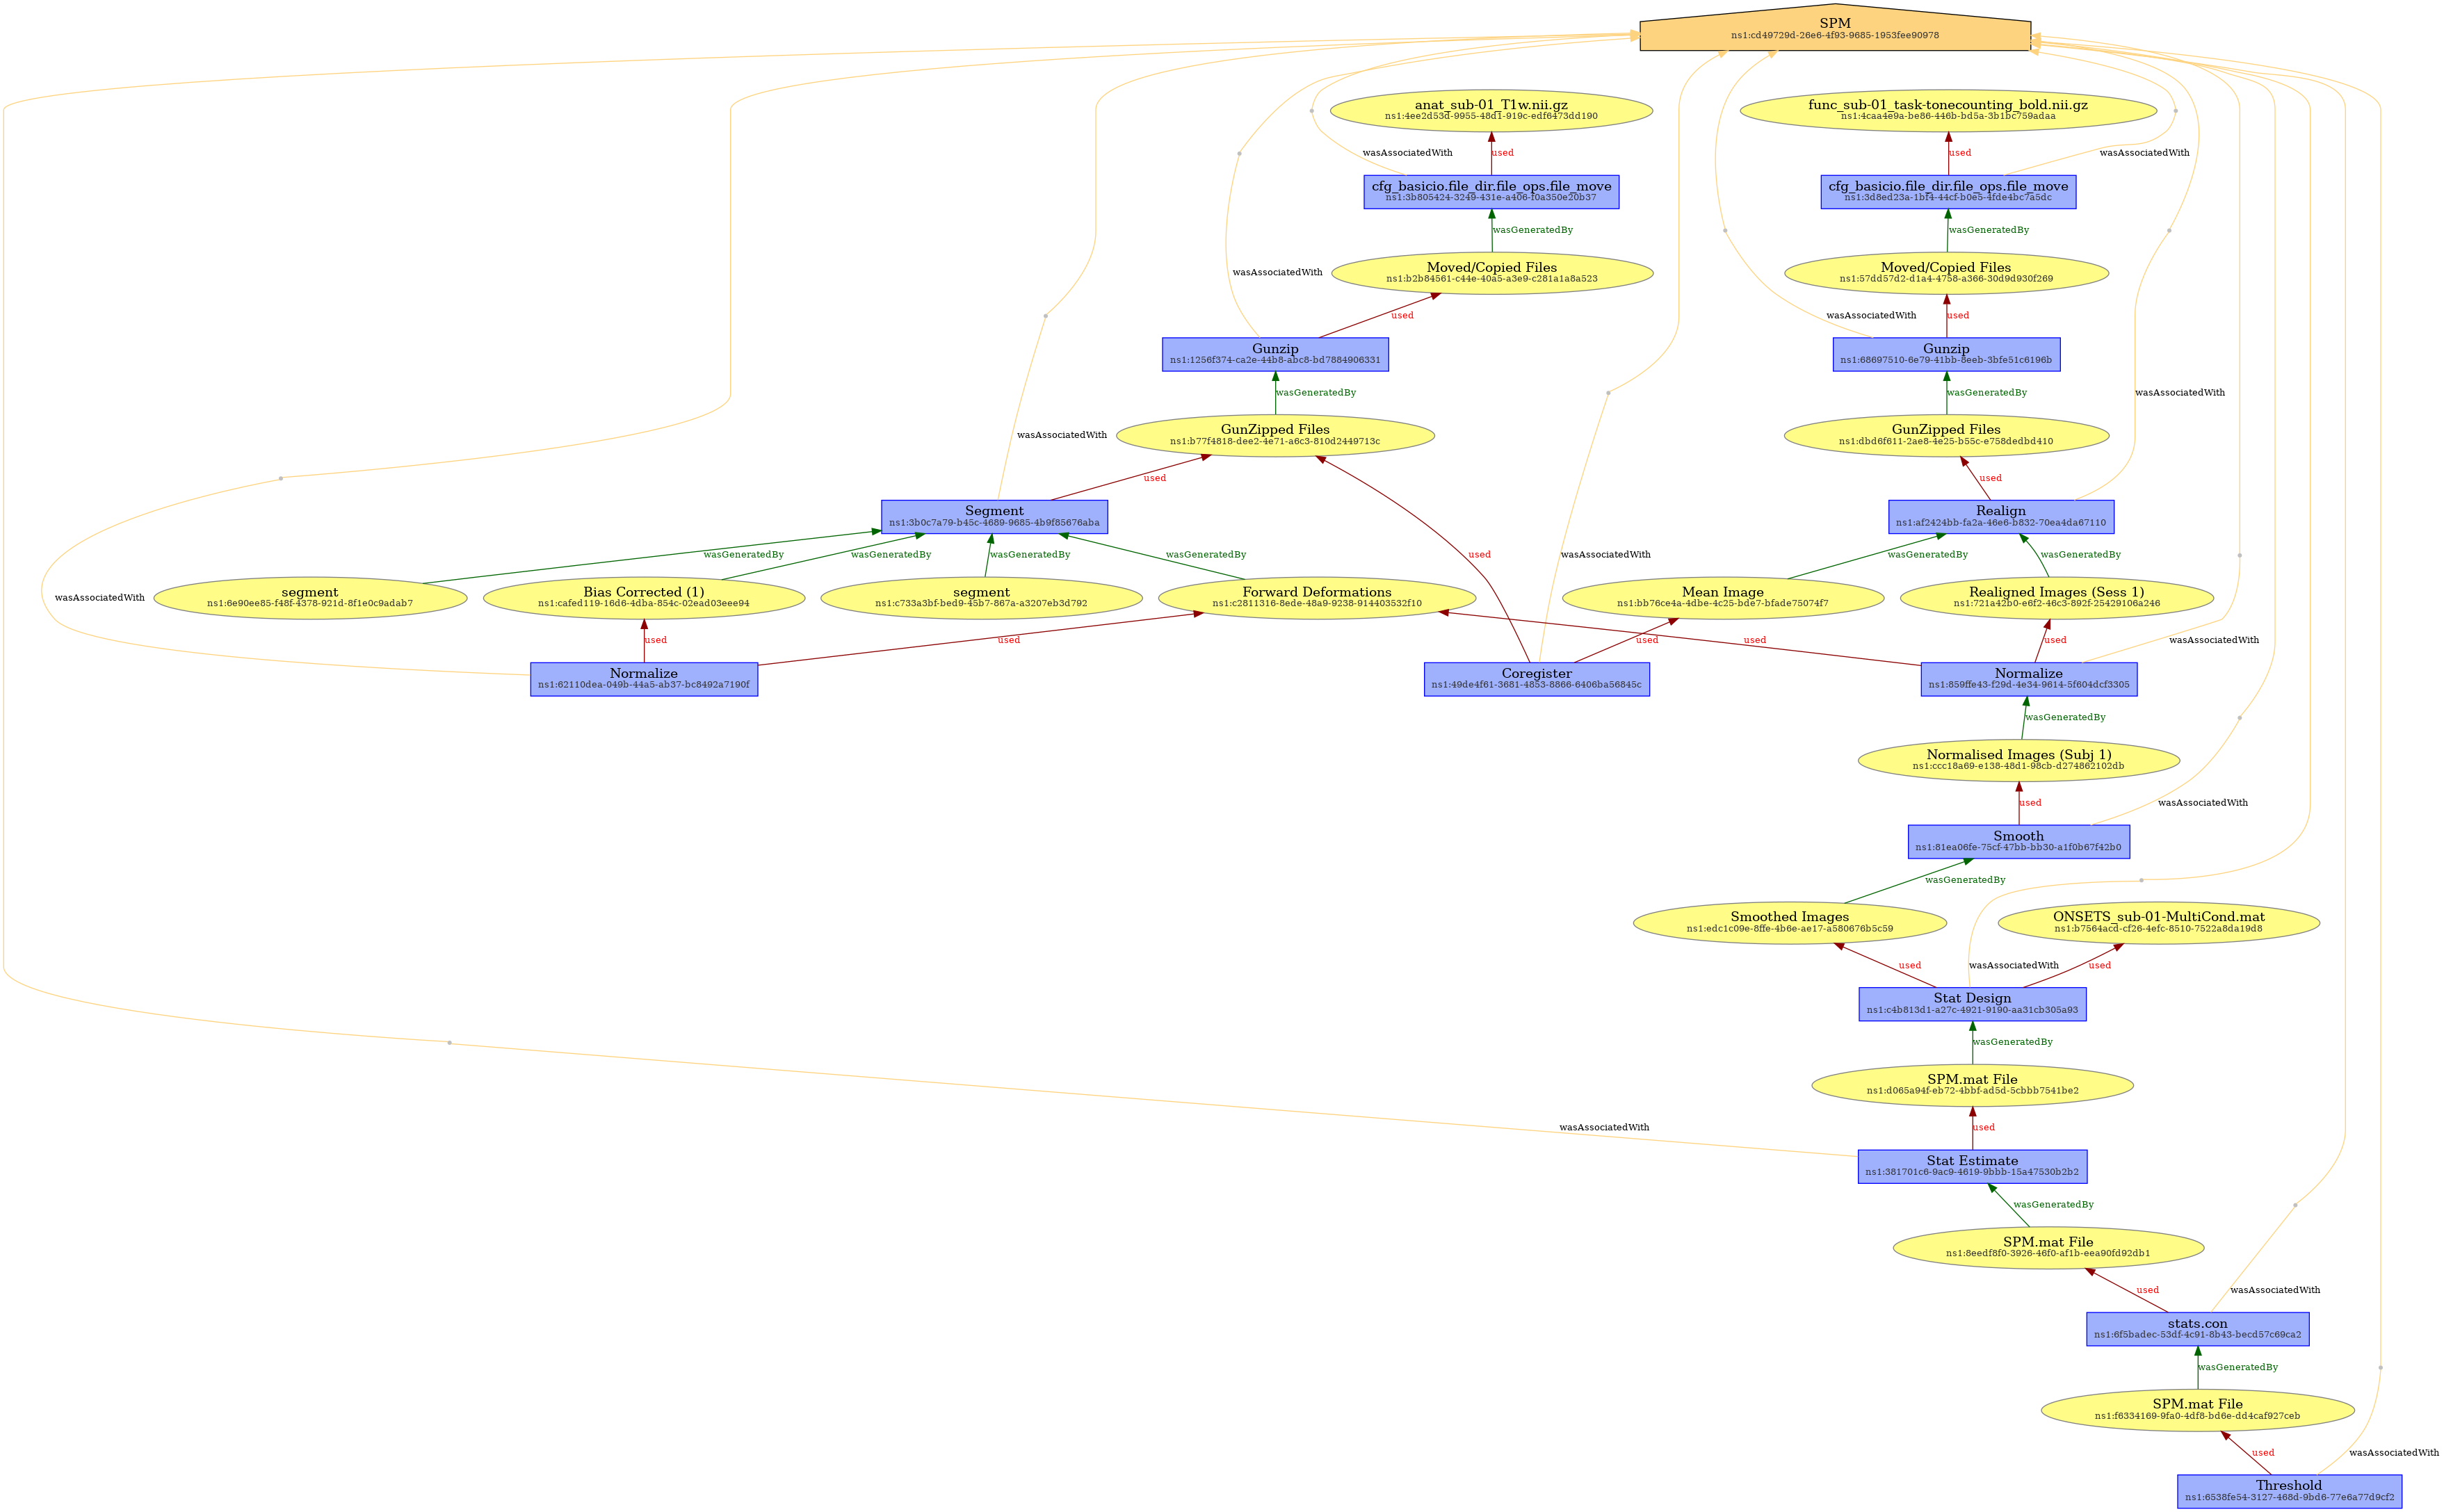 SPM
ns1:cd49729d-26e6-4f93-9685-1953fee90978
anat_sub-01_T1w.nii.gz
ns1:4ee2d53d-9955-48d1-919c-edf6473dd190
func_sub-01_task-tonecounting_bold.nii.gz
ns1:4caa4e9a-be86-446b-bd5a-3b1bc759adaa
wasAssociatedWith
used
used
wasAssociatedWith
cfg_basicio.file_dir.file_ops.file_move
ns1:3b805424-3249-431e-a406-f0a350e20b37
cfg_basicio.file_dir.file_ops.file_move
ns1:3d8ed23a-1bf4-44cf-b0e5-4fde4bc7a5dc
wasGeneratedBy
wasGeneratedBy
wasAssociatedWith
Moved/Copied Files
ns1:b2b84561-c44e-40a5-a3e9-c281a1a8a523
Moved/Copied Files
ns1:57dd57d2-d1a4-4758-a366-30d9d930f269
used
wasAssociatedWith
used
Gunzip
ns1:1256f374-ca2e-44b8-abc8-bd7884906331
Gunzip
ns1:68697510-6e79-41bb-8eeb-3bfe51c6196b
wasGeneratedBy
wasGeneratedBy
wasAssociatedWith
wasAssociatedWith
GunZipped Files
ns1:b77f4818-dee2-4e71-a6c3-810d2449713c
GunZipped Files
ns1:dbd6f611-2ae8-4e25-b55c-e758dedbd410
used
used
Segment
ns1:3b0c7a79-b45c-4689-9685-4b9f85676aba
Realign
ns1:af2424bb-fa2a-46e6-b832-70ea4da67110
wasGeneratedBy
wasGeneratedBy
wasGeneratedBy
wasGeneratedBy
used
wasAssociatedWith
wasGeneratedBy
wasGeneratedBy
wasAssociatedWith
segment
ns1:6e90ee85-f48f-4378-921d-8f1e0c9adab7
Bias Corrected (1)
ns1:cafed119-16d6-4dba-854c-02ead03eee94
segment
ns1:c733a3bf-bed9-45b7-867a-a3207eb3d792
Forward Deformations
ns1:c2811316-8ede-48a9-9238-914403532f10
Mean Image
ns1:bb76ce4a-4dbe-4c25-bde7-bfade75074f7
Realigned Images (Sess 1)
ns1:721a42b0-e6f2-46c3-892f-25429106a246
used
used
used
used
used
wasAssociatedWith
Normalize
ns1:62110dea-049b-44a5-ab37-bc8492a7190f
Coregister
ns1:49de4f61-3681-4853-8866-6406ba56845c
Normalize
ns1:859ffe43-f29d-4e34-9614-5f604dcf3305
wasGeneratedBy
Normalised Images (Subj 1)
ns1:ccc18a69-e138-48d1-98cb-d274862102db
used
wasAssociatedWith
Smooth
ns1:81ea06fe-75cf-47bb-bb30-a1f0b67f42b0
wasGeneratedBy
Smoothed Images
ns1:edc1c09e-8ffe-4b6e-ae17-a580676b5c59
ONSETS_sub-01-MultiCond.mat
ns1:b7564acd-cf26-4efc-8510-7522a8da19d8
used
wasAssociatedWith
used
Stat Design
ns1:c4b813d1-a27c-4921-9190-aa31cb305a93
wasGeneratedBy
SPM.mat File
ns1:d065a94f-eb72-4bbf-ad5d-5cbbb7541be2
wasAssociatedWith
used
Stat Estimate
ns1:381701c6-9ac9-4619-9bbb-15a47530b2b2
wasGeneratedBy
SPM.mat File
ns1:8eedf8f0-3926-46f0-af1b-eea90fd92db1
used
wasAssociatedWith
stats.con
ns1:6f5badec-53df-4c91-8b43-becd57c69ca2
wasGeneratedBy
SPM.mat File
ns1:f6334169-9fa0-4df8-bd6e-dd4caf927ceb
used
wasAssociatedWith
Threshold
ns1:6538fe54-3127-468d-9bd6-77e6a77d9cf2